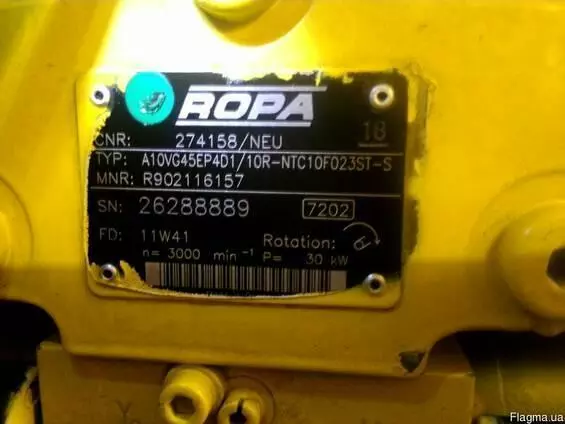 ROPA
18
CNR: 274158/NEU
TYP: A10VG45EP4D1/10R-NTC10F023ST-S
MNR: R902116157
SN: 26288889 7202
FD: 11W41 Rotation:
n= 3000 min⁻¹ P= 30 kW
Flagma.ua